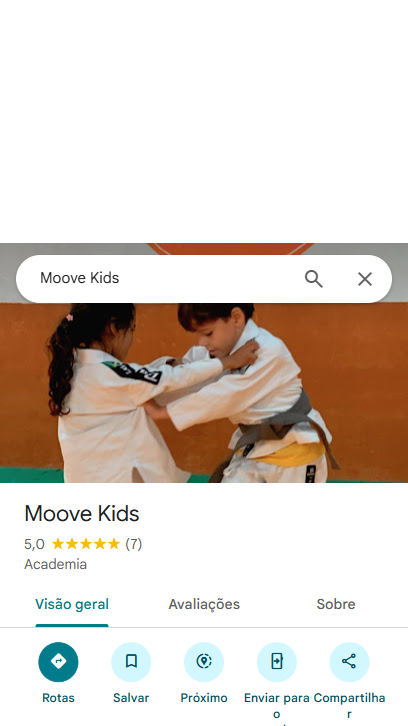 Moove Kids
Moove Kids
5,0 (7)
Academia
Visão geral Avaliações Sobre
Rotas Salvar Próximo Enviar para o Compartilhar